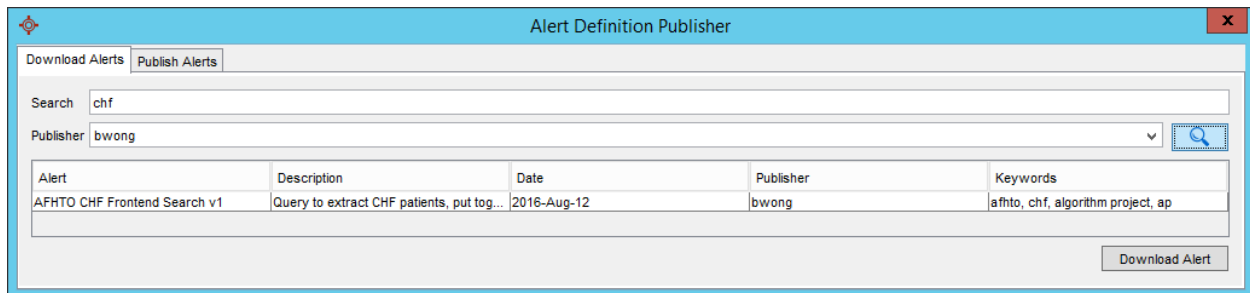 Alert Definition Publisher
x
Download Alerts Publish Alerts
Search chf
Publisher bwong
Alert Description Date Publisher Keywords
AFHTO CHF Frontend Search v1 Query to extract CHF patients, put tog... 2016-Aug-12 bwong afhto, chf, algorithm project, ap
Download Alert